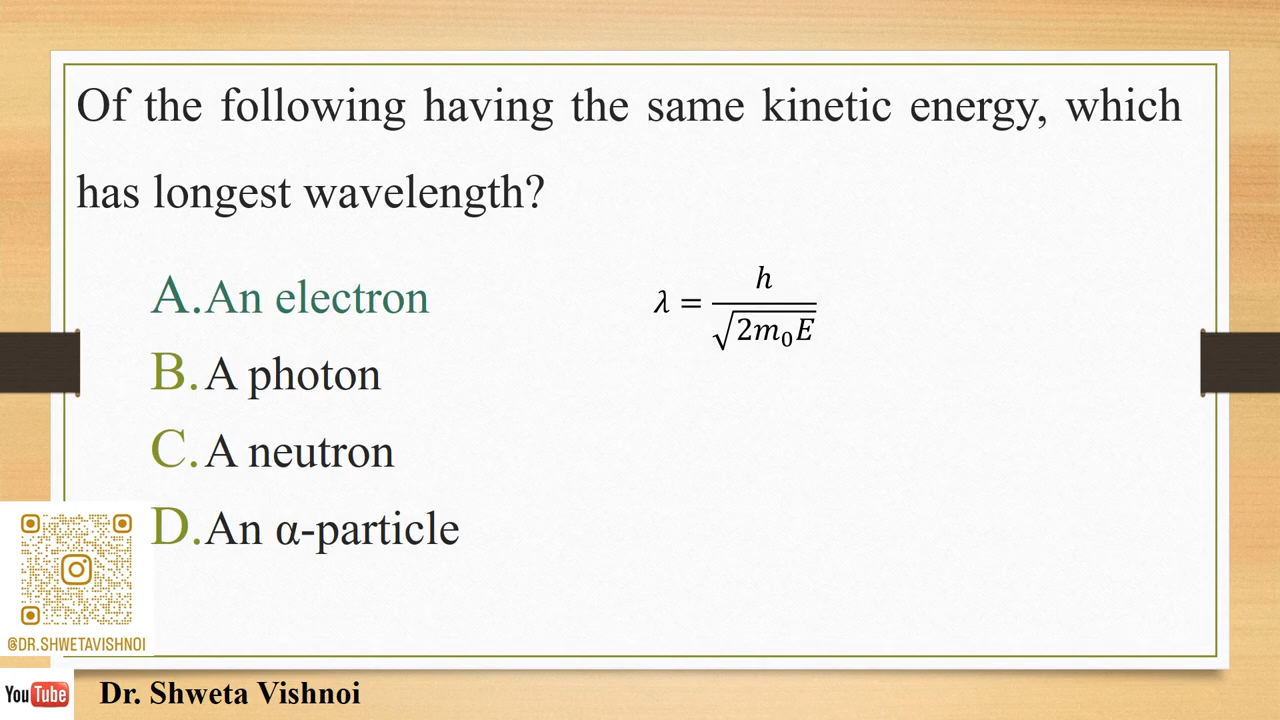 Of the following having the same kinetic energy, which
has longest wavelength?
A. An electron
λ = h / √2m₀E
B. A photon
C. A neutron
D. An α-particle
@DR.SHWETAVISHNOI
YouTube
Dr. Shweta Vishnoi